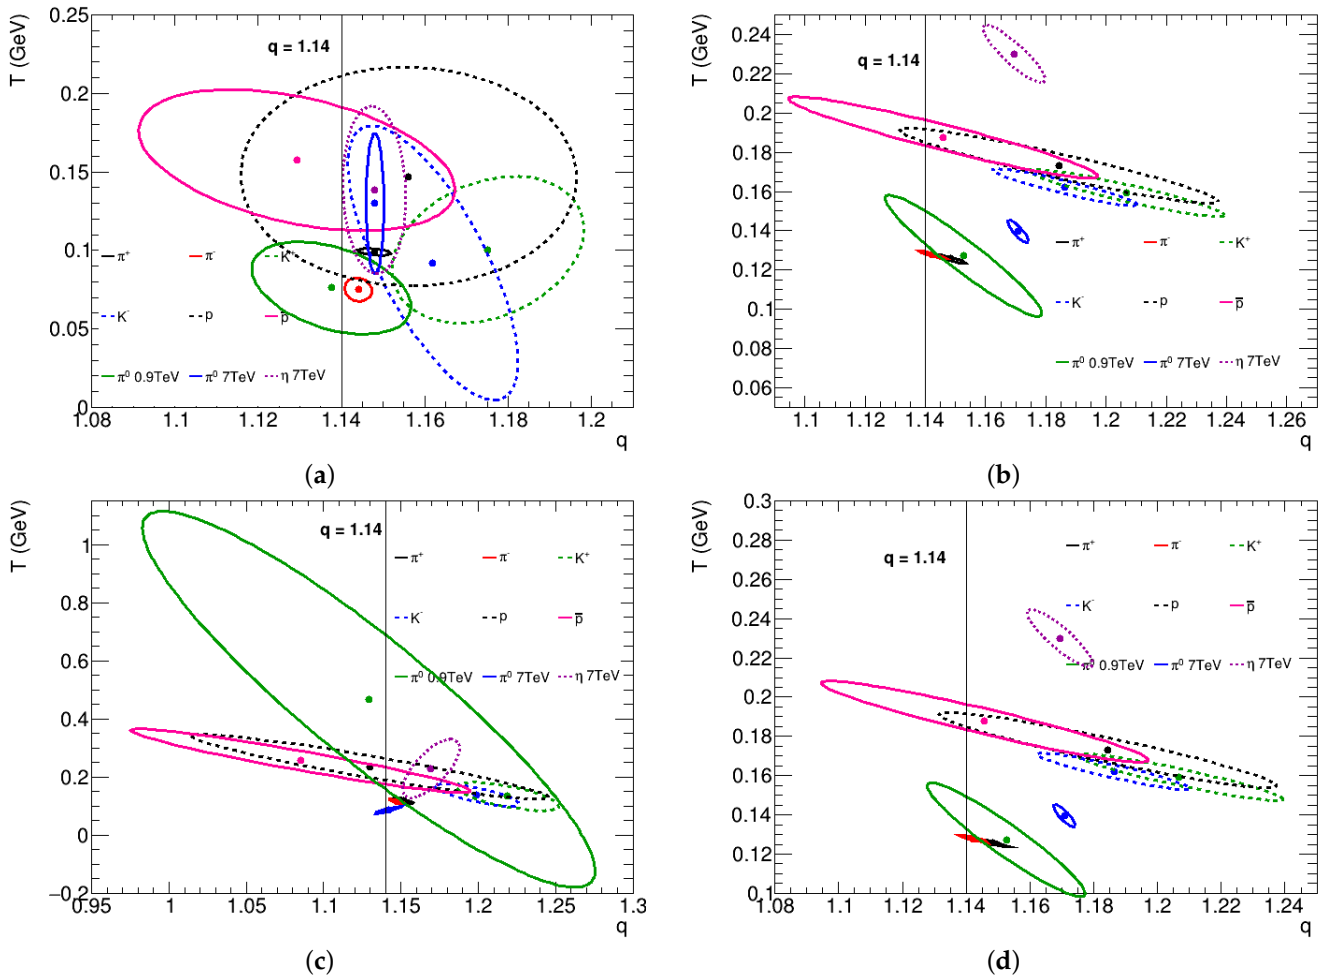 T (GeV)
0.25
0.2
0.15
0.1
0.05
0
q = 1.14
π⁺
π⁻
K⁺
K⁻
p
p̅
π⁰ 0.9TeV
π⁰ 7TeV
η 7TeV
1.08
1.1
1.12
1.14
1.16
1.18
1.2
q
(a)
T (GeV)
0.24
0.22
0.2
0.18
0.16
0.14
0.12
0.1
0.08
0.06
q = 1.14
π⁺
π⁻
K⁺
K⁻
p
p̅
π⁰ 0.9TeV
π⁰ 7TeV
η 7TeV
1.1
1.12
1.14
1.16
1.18
1.2
1.22
1.24
1.26
q
(b)
T (GeV)
1
0.8
0.6
0.4
0.2
0
−0.2
q = 1.14
π⁺
π⁻
K⁺
K⁻
p
p̅
π⁰ 0.9TeV
π⁰ 7TeV
η 7TeV
0.95
1
1.05
1.1
1.15
1.2
1.25
1.3
q
(c)
T (GeV)
0.3
0.28
0.26
0.24
0.22
0.2
0.18
0.16
0.14
0.12
0.1
q = 1.14
π⁺
π⁻
K⁺
K⁻
p
p̅
π⁰ 0.9TeV
π⁰ 7TeV
η 7TeV
1.08
1.1
1.12
1.14
1.16
1.18
1.2
1.22
1.24
q
(d)